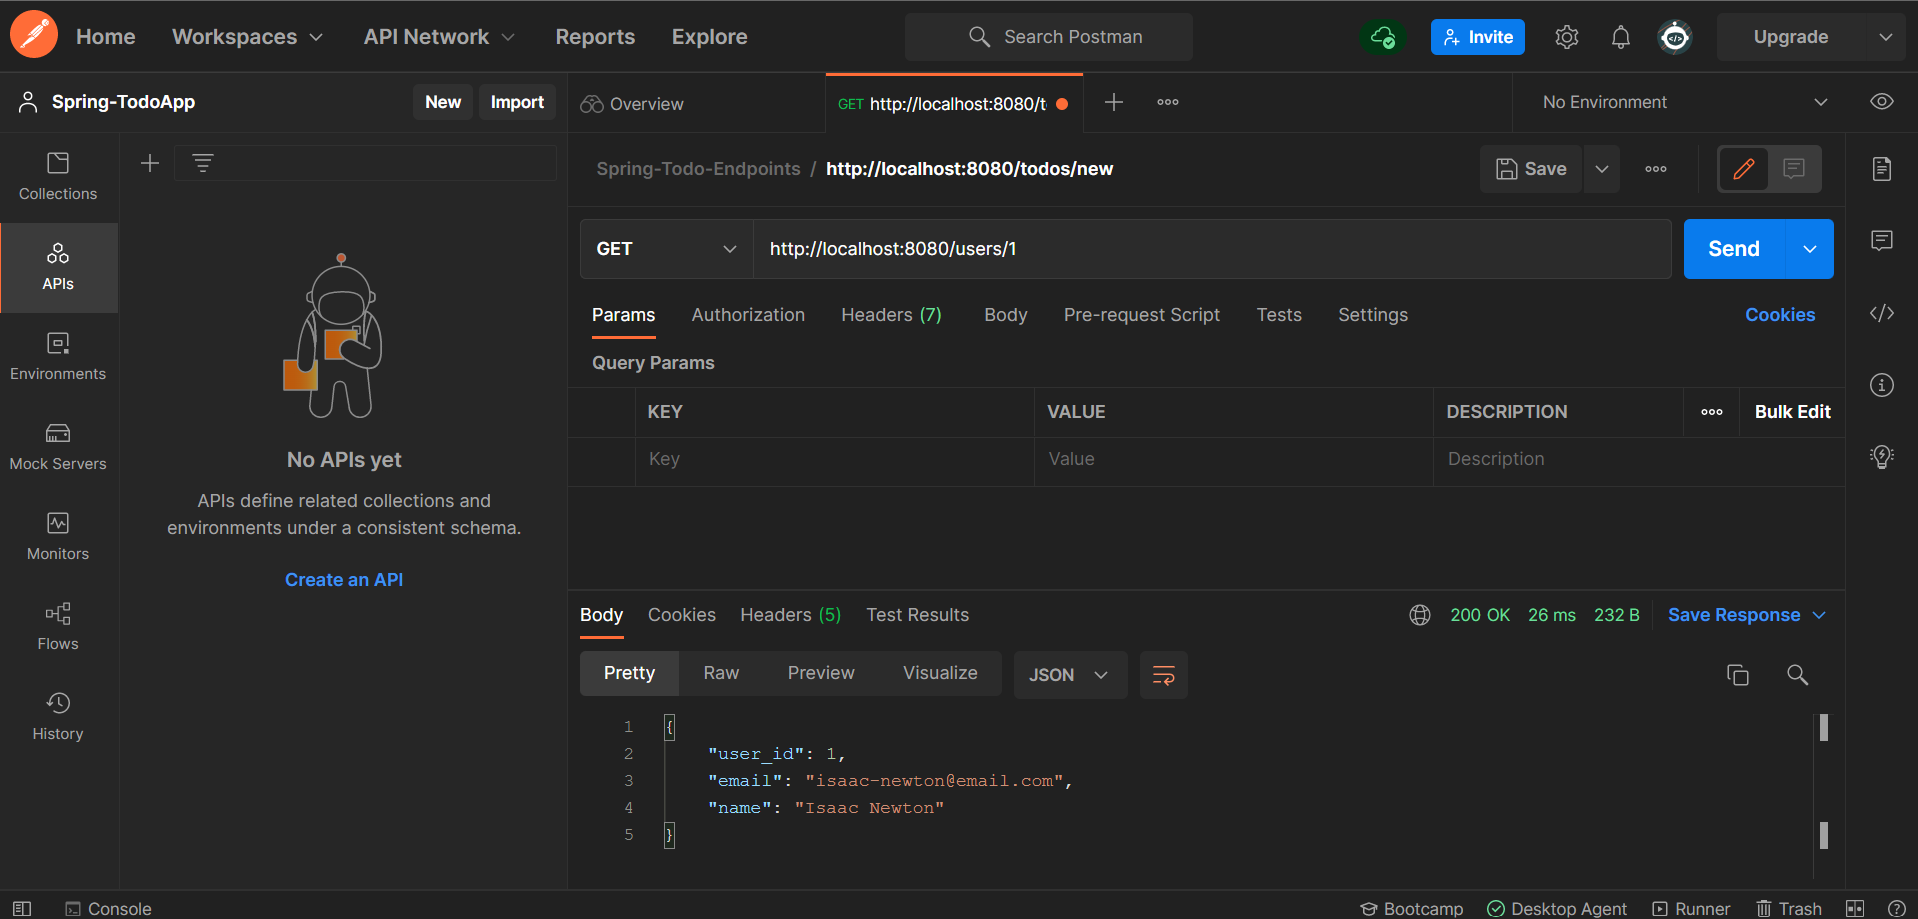 Home Workspaces API Network Reports Explore Search Postman Invite Upgrade
Spring-TodoApp New Import Overview GET http://localhost:8080/t No Environment
Collections
APIs
Environments
Mock Servers
Monitors
Flows
History
No APIs yet
APIs define related collections and
environments under a consistent schema.
Create an API
Spring-Todo-Endpoints / http://localhost:8080/todos/new Save
GET http://localhost:8080/users/1 Send
Params Authorization Headers (7) Body Pre-request Script Tests Settings Cookies
Query Params
KEY VALUE DESCRIPTION Bulk Edit
Key Value Description
Body Cookies Headers (5) Test Results 200 OK 26 ms 232 B Save Response
Pretty Raw Preview Visualize JSON
1 {
2 "user_id": 1,
3 "email": "isaac-newton@email.com",
4 "name": "Isaac Newton"
5 }
Console Bootcamp Desktop Agent Runner Trash